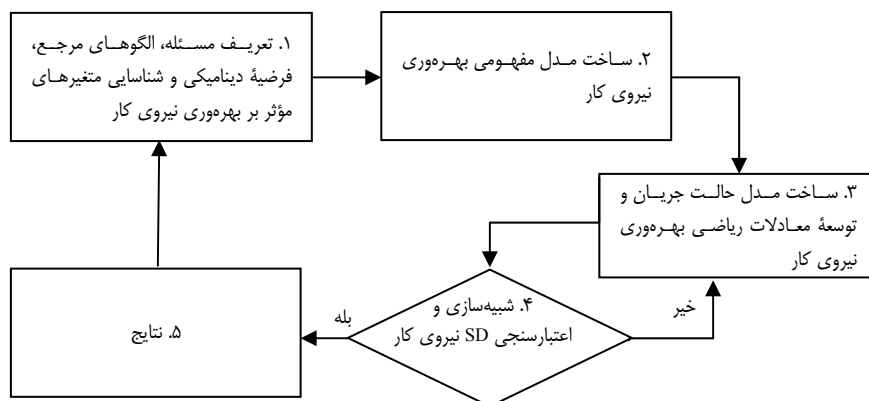 ۱. تعریف مسئله، الگوهای مرجع،
فرضیۀ دینامیکی و شناسایی متغیرهای
مؤثر بر بهره‌وری نیروی کار
۲. ساخت مدل مفهومی بهره‌وری
نیروی کار
۳. ساخت مدل حالت جریان و
توسعۀ معادلات ریاضی بهره‌وری
نیروی کار
خیر
۴. شبیه‌سازی و
اعتبارسنجی SD نیروی کار
بله
۵. نتایج